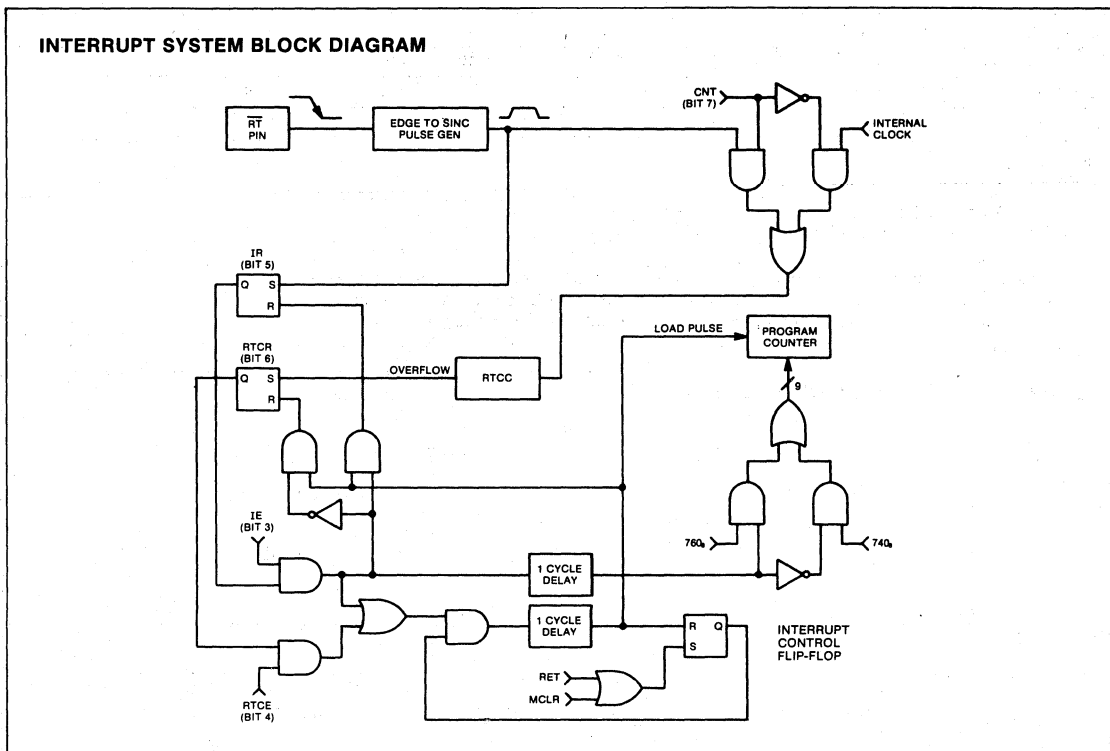 INTERRUPT SYSTEM BLOCK DIAGRAM
CNT
(BIT 7)
RT
PIN
EDGE TO SINC
PULSE GEN
INTERNAL
CLOCK
IR
(BIT 5)
Q
S
R
LOAD PULSE
PROGRAM
COUNTER
RTCR
(BIT 6)
Q
S
R
OVERFLOW
RTCC
9
IE
(BIT 3)
760₈
740₈
1 CYCLE
DELAY
1 CYCLE
DELAY
R
Q
S
INTERRUPT
CONTROL
FLIP-FLOP
RET
MCLR
RTCE
(BIT 4)